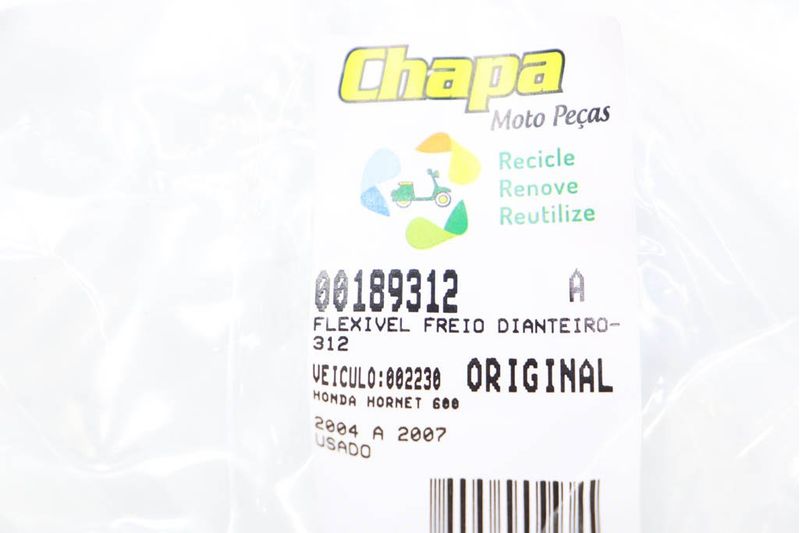 Chapa
Moto Peças
Recicle
Renove
Reutilize
00189312 A
FLEXIVEL FREIO DIANTEIRO-
312
VEICULO:002230 ORIGINAL
HONDA HORNET 600
2004 A 2007
USADO